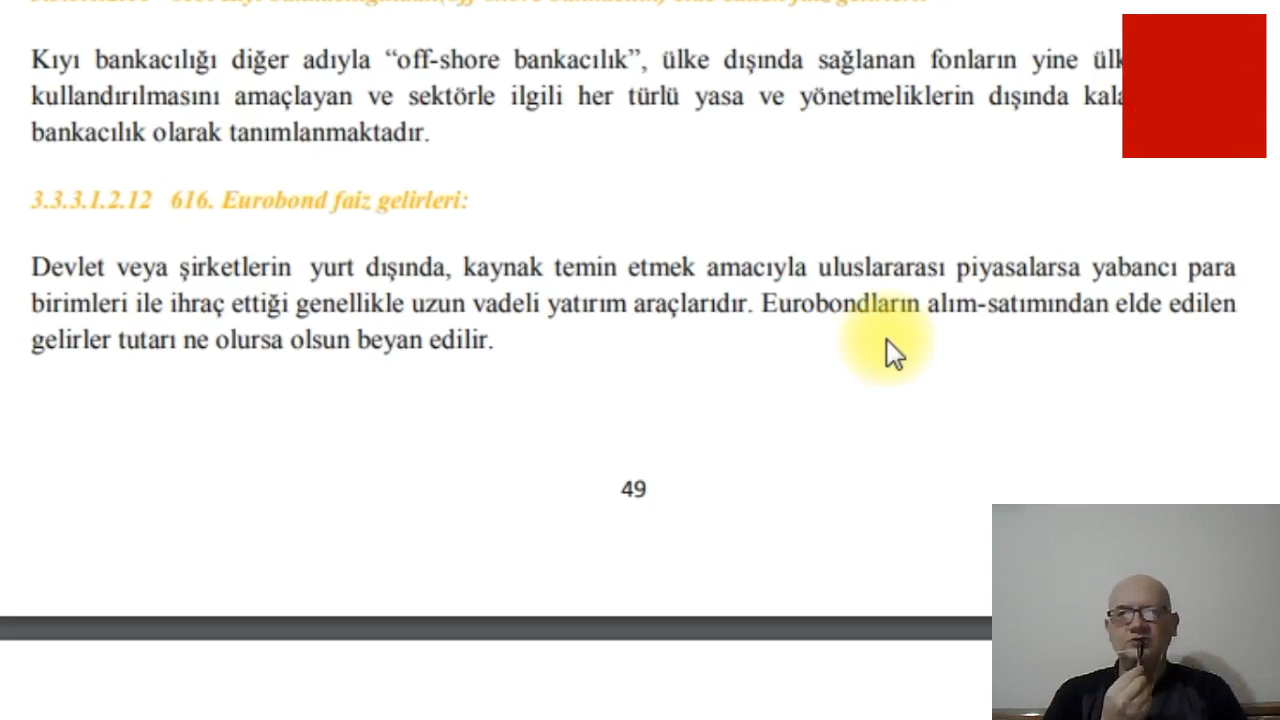 Kıyı bankacılığı diğer adıyla “off-shore bankacılık”, ülke dışında sağlanan fonların yine
kullandırılmasını amaçlayan ve sektörle ilgili her türlü yasa ve yönetmeliklerin dışında
bankacılık olarak tanımlanmaktadır.
3.3.3.1.2.12 616. Eurobond faiz gelirleri:
Devlet veya şirketlerin yurt dışında, kaynak temin etmek amacıyla uluslararası piyasalarsa yabancı para
birimleri ile ihraç ettiği genellikle uzun vadeli yatırım araçlarıdır. Eurobondların alım-satımından elde edilen
gelirler tutarı ne olursa olsun beyan edilir.
49